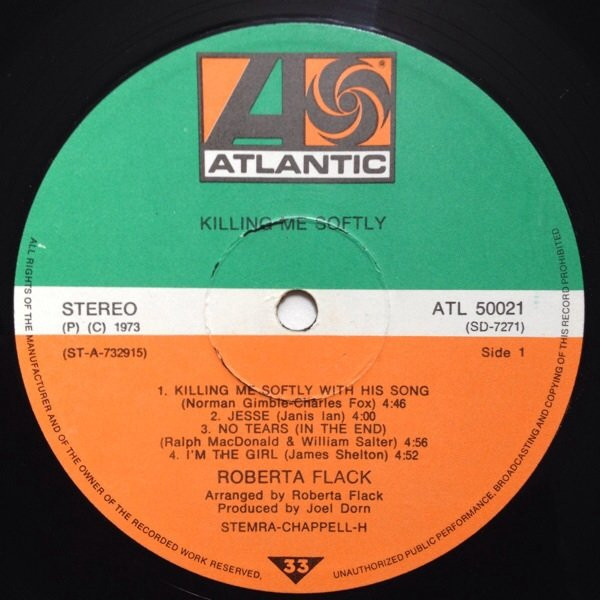 ATLANTIC
®
KILLING ME SOFTLY
STEREO
(P) (C) 1973
(ST-A-732915)
ATL 50021
(SD-7271)
Side 1
1. KILLING ME SOFTLY WITH HIS SONG
(Norman Gimble-Charles Fox) 4:46
2. JESSE (Janis Ian) 4:00
3. NO TEARS (IN THE END)
(Ralph MacDonald & William Salter) 4:56
4. I'M THE GIRL (James Shelton) 4:52
ROBERTA FLACK
Arranged by Roberta Flack
Produced by Joel Dorn
STEMRA-CHAPPELL-H
33
ALL RIGHTS OF THE MANUFACTURER AND OF THE OWNER OF THE RECORDED WORK RESERVED,
UNAUTHORIZED PUBLIC PERFORMANCE, BROADCASTING AND COPYING OF THIS RECORD PROHIBITED